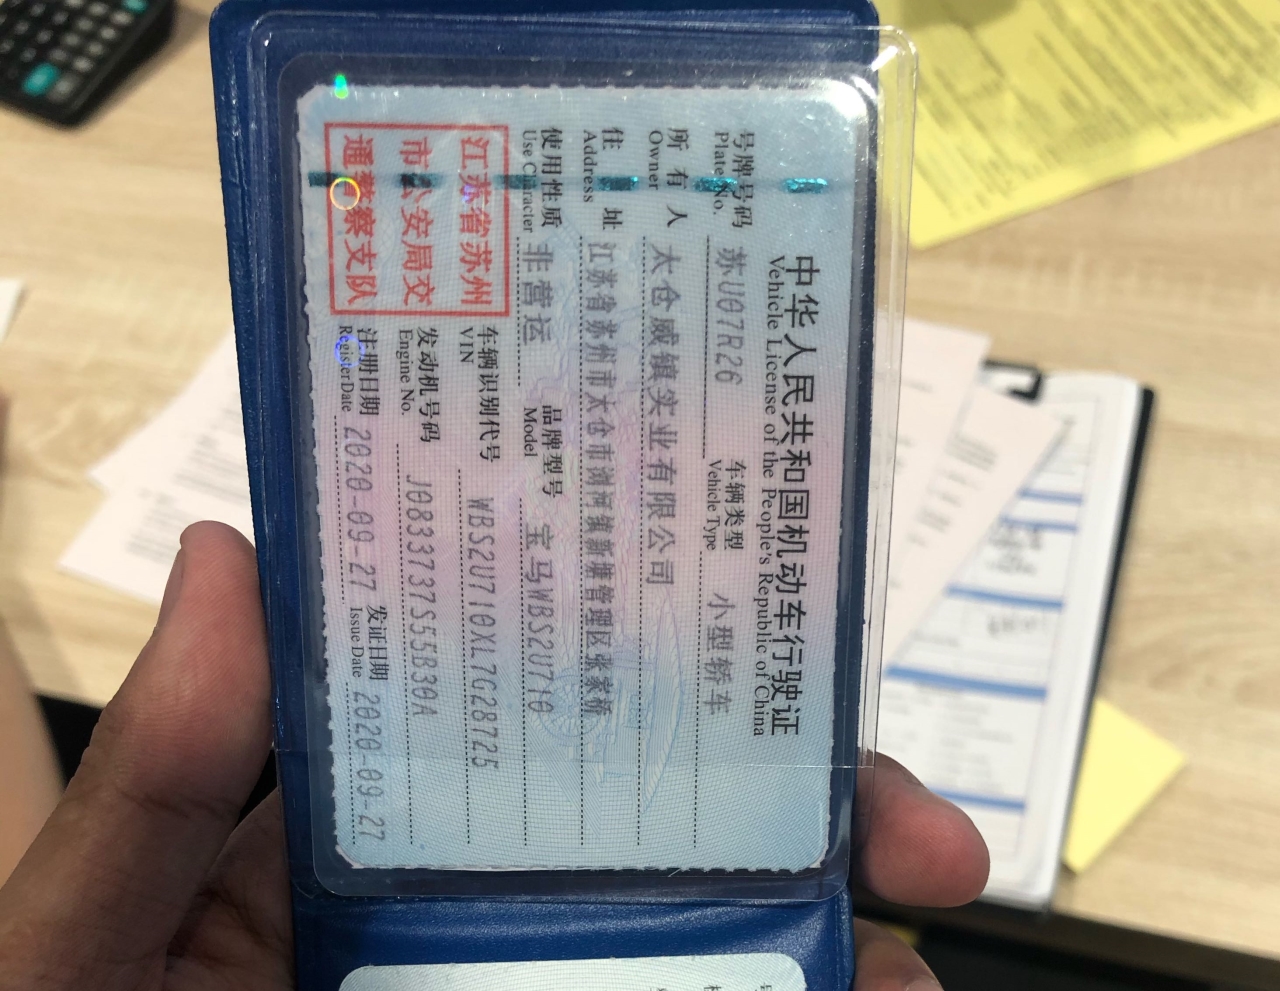 中华人民共和国机动车行驶证
Vehicle License of the People's Republic of China
号牌号码 苏U07R26 车辆类型 小型轿车
Plate No. Vehicle Type
所有人 太仓威镇实业有限公司
Owner
住址 江苏省苏州市太仓市浏河镇新塘管理区张家桥
Address
使用性质 非营运 品牌型号 宝马WBS2U710
Use Character Model
江苏省苏州
市公安局交
通警察支队
车辆识别代号 WBS2U710XL7G28725
VIN
发动机号码 J0833737S55B30A
Engine No.
注册日期 2020-09-27 发证日期 2020-09-27
Register Date Issue Date